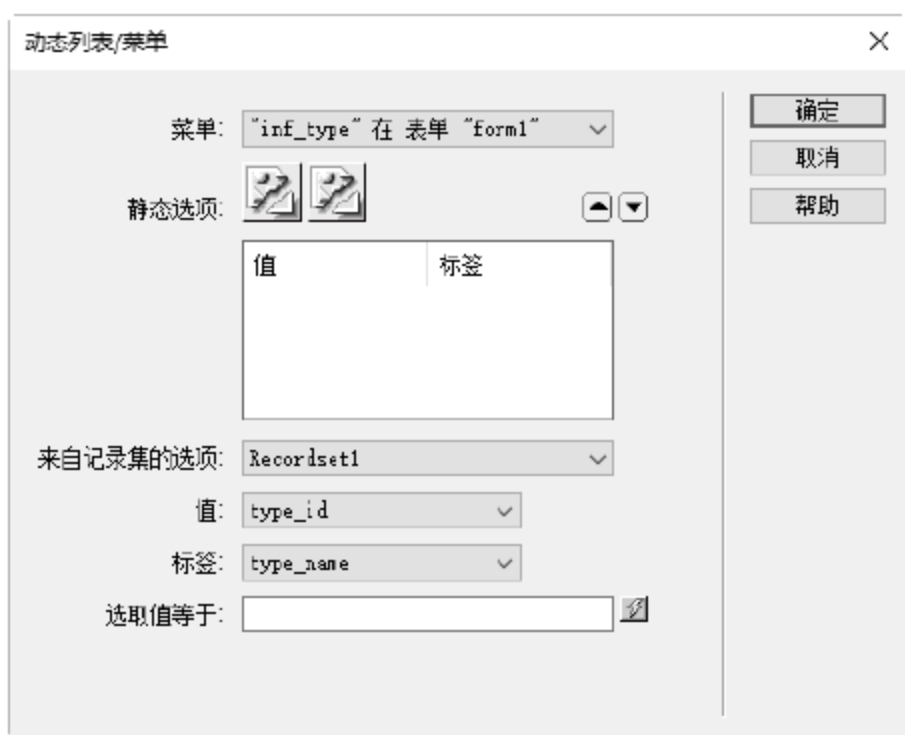 动态列表/菜单
菜单: "inf_type" 在 表单 "form1"
确定
取消
静态选项:
帮助
值 标签
来自记录集的选项: Recordset1
值: type_id
标签: type_name
选取值等于: